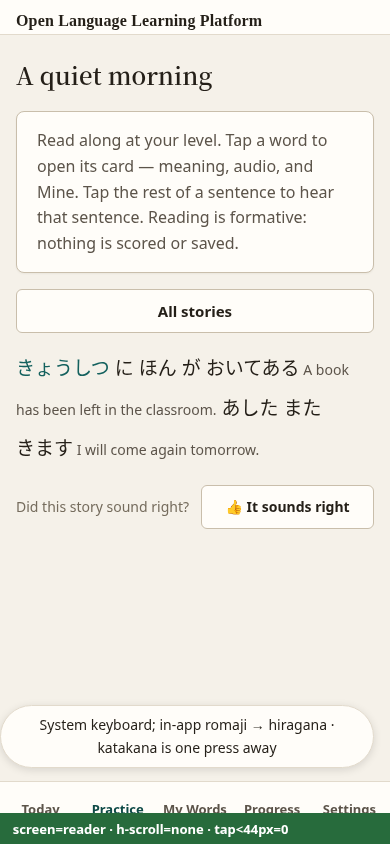 Open Language Learning Platform
A quiet morning
Read along at your level. Tap a word to
open its card — meaning, audio, and
Mine. Tap the rest of a sentence to hear
that sentence. Reading is formative:
nothing is scored or saved.
All stories
きょうしつ に ほん が おいてある A book
has been left in the classroom. あした また
きます I will come again tomorrow.
Did this story sound right? 👍 It sounds right
System keyboard; in-app romaji → hiragana ·
katakana is one press away
Today Practice My Words Progress Settings
screen=reader · h-scroll=none · tap<44px=0